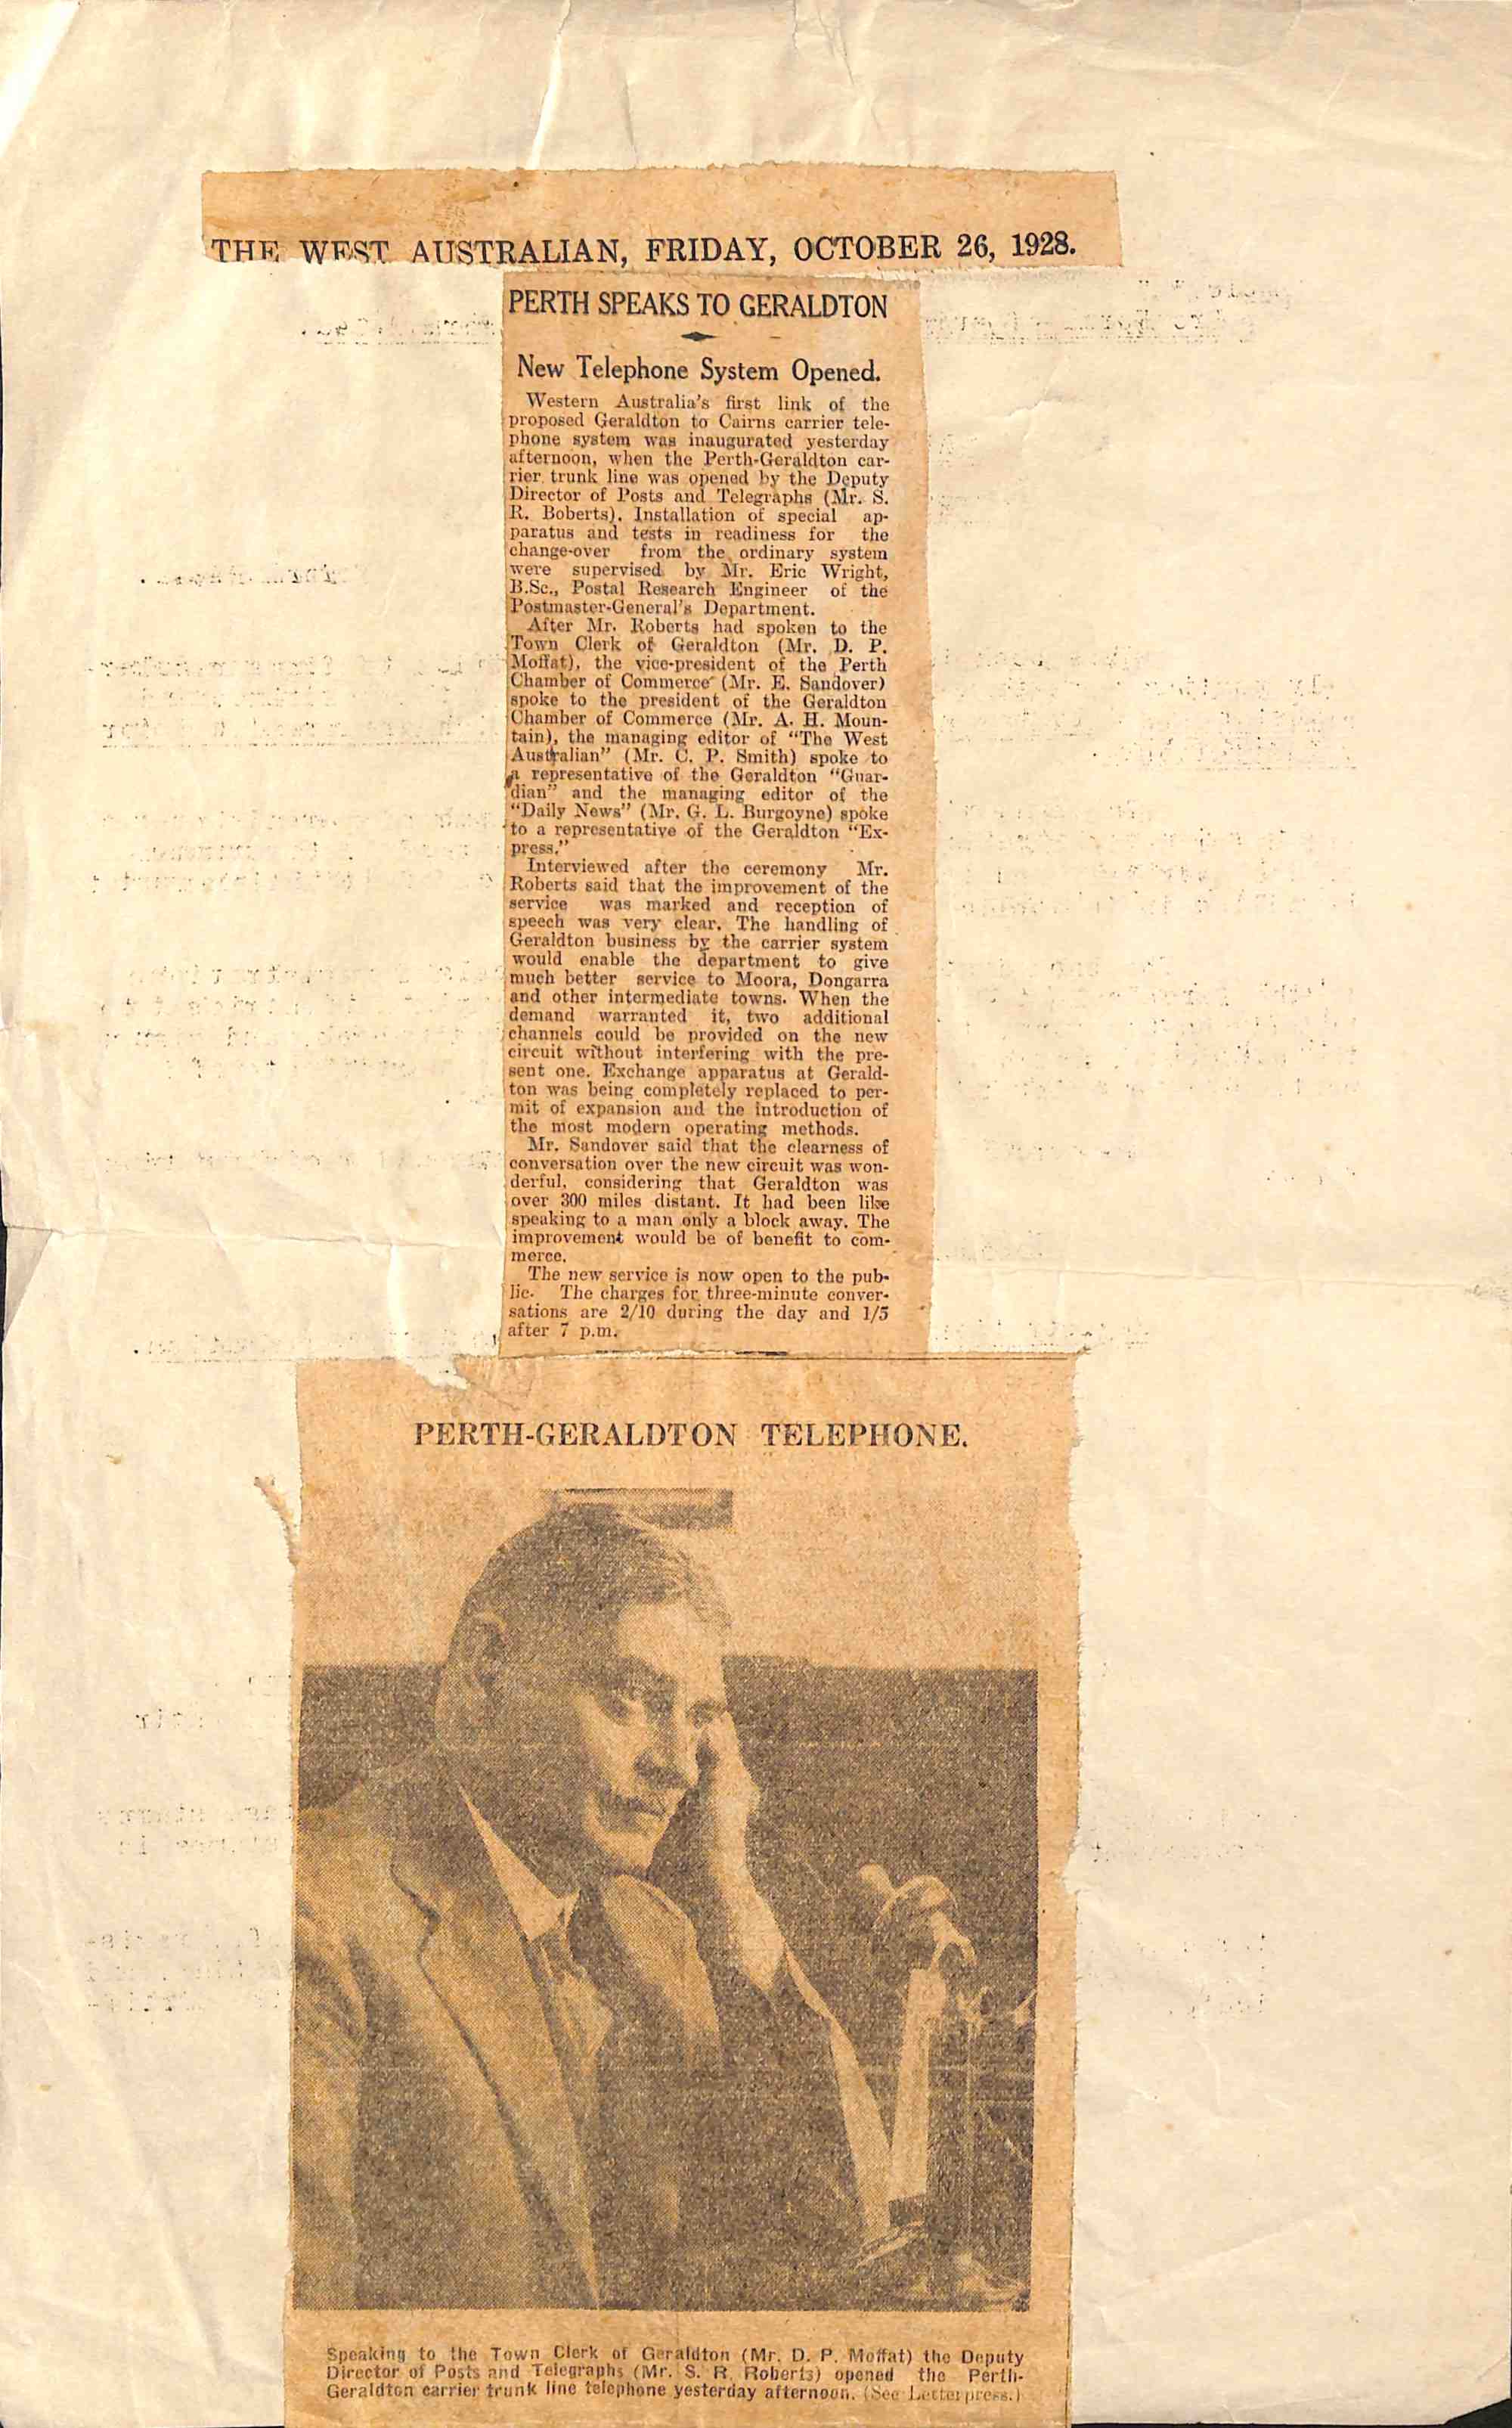 THE WEST AUSTRALIAN, FRIDAY, OCTOBER 26, 1928.
PERTH SPEAKS TO GERALDTON
New Telephone System Opened.
Western Australia's first link of the
proposed Geraldton to Cairns carrier tele-
phone system was inaugurated yesterday
afternoon, when the Perth-Geraldton car-
rier trunk line was opened by the Deputy
Director of Posts and Telegraphs (Mr. S.
R. Boberts). Installation of special ap-
paratus and tests in readiness for the
change-over from the ordinary system
were supervised by Mr. Eric Wright,
B.Sc., Postal Research Engineer of the
Postmaster-General's Department.
After Mr. Roberts had spoken to the
Town Clerk of Geraldton (Mr. D. P.
Moffat), the vice-president of the Perth
Chamber of Commerce (Mr. E. Sandover)
spoke to the president of the Geraldton
Chamber of Commerce (Mr. A. H. Moun-
tain), the managing editor of "The West
Australian" (Mr. C. P. Smith) spoke to
a representative of the Geraldton "Guar-
dian" and the managing editor of the
"Daily News" (Mr. G. L. Burgoyne) spoke
to a representative of the Geraldton "Ex-
press."
Interviewed after the ceremony Mr.
Roberts said that the improvement of the
service was marked and reception of
speech was very clear. The handling of
Geraldton business by the carrier system
would enable the department to give
much better service to Moora, Dongarra
and other intermediate towns. When the
demand warranted it, two additional
channels could be provided on the new
circuit without interfering with the pre-
sent one. Exchange apparatus at Gerald-
ton was being completely replaced to per-
mit of expansion and the introduction of
the most modern operating methods.
Mr. Sandover said that the clearness of
conversation over the new circuit was won-
derful, considering that Geraldton was
over 300 miles distant. It had been like
speaking to a man only a block away. The
improvement would be of benefit to com-
merce.
The new service is now open to the pub-
lic. The charges for three-minute conver-
sations are 2/10 during the day and 1/5
after 7 p.m.
PERTH-GERALDTON TELEPHONE.
Speaking to the Town Clerk of Geraldton (Mr. D. P. Moffat) the Deputy
Director of Posts and Telegraphs (Mr. S. R. Roberts) opened the Perth-
Geraldton carrier trunk line telephone yesterday afternoon. (See Letterpress.)